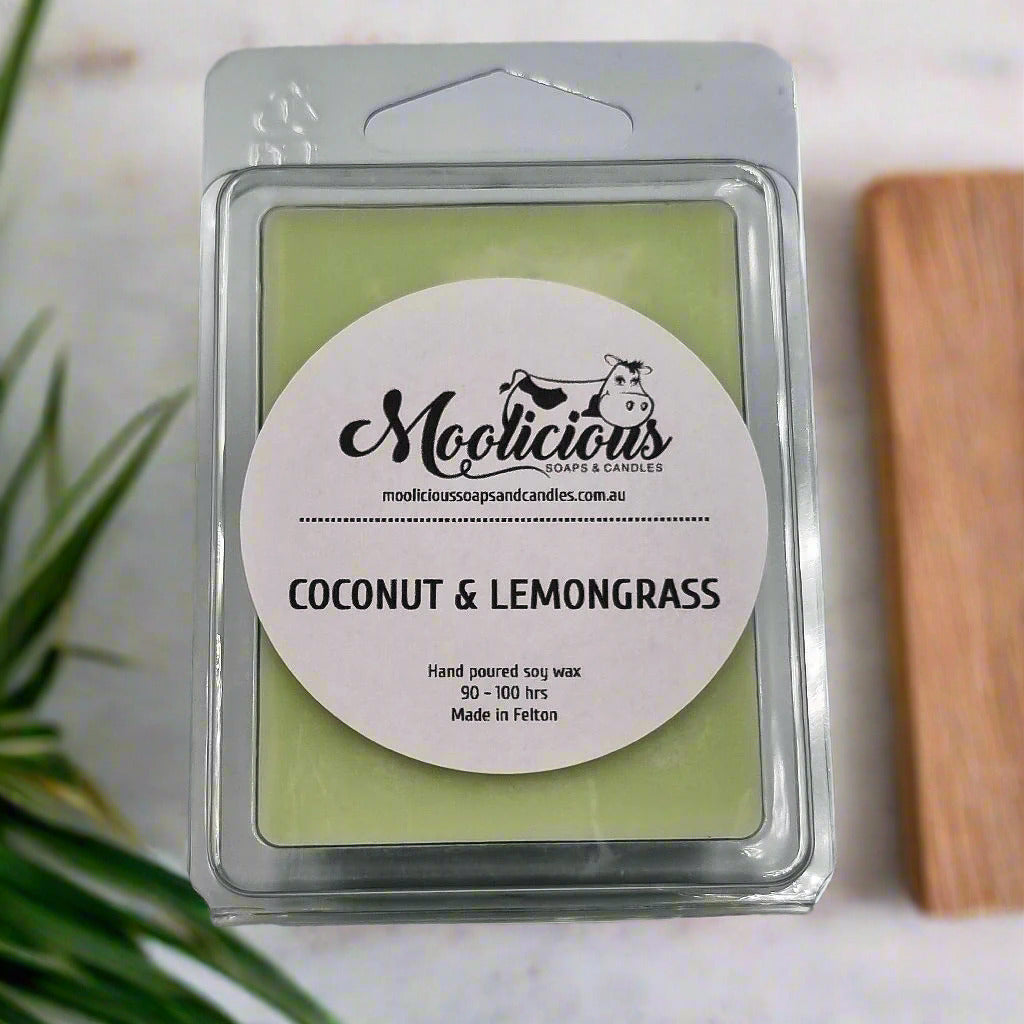 Moolicious
SOAPS & CANDLES
mooliciousoapsandcandles.com.au
COCONUT & LEMONGRASS
Hand poured soy wax
90 - 100 hrs
Made in Felton